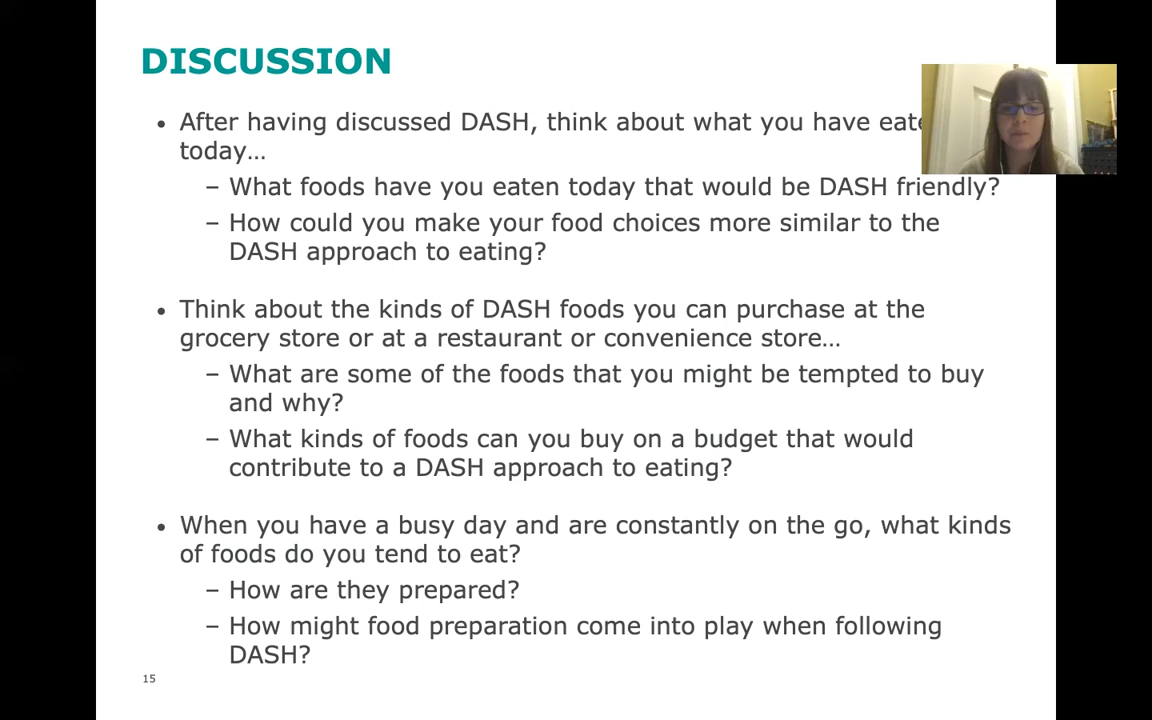 DISCUSSION
• After having discussed DASH, think about what you have
today…
– What foods have you eaten today that would be DASH friendly?
– How could you make your food choices more similar to the
DASH approach to eating?
• Think about the kinds of DASH foods you can purchase at the
grocery store or at a restaurant or convenience store…
– What are some of the foods that you might be tempted to buy
and why?
– What kinds of foods can you buy on a budget that would
contribute to a DASH approach to eating?
• When you have a busy day and are constantly on the go, what kinds
of foods do you tend to eat?
– How are they prepared?
– How might food preparation come into play when following
DASH?
15